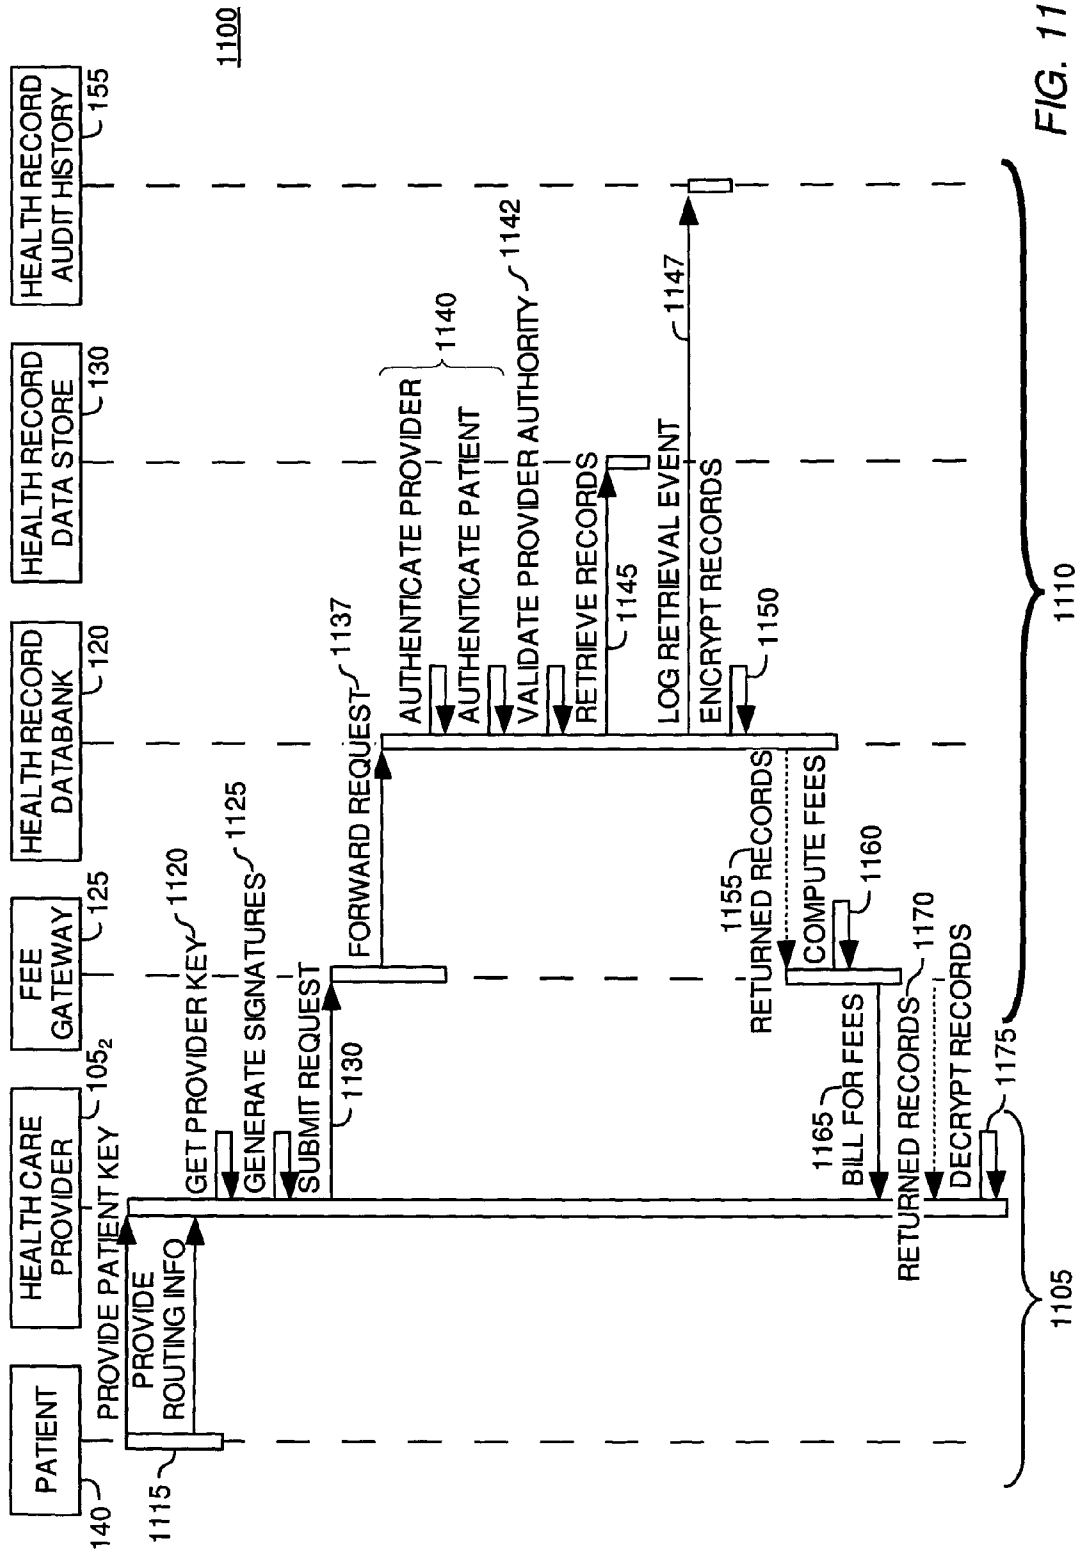 PATIENT
140
HEALTH CARE
PROVIDER
105₂
FEE
GATEWAY
125
HEALTH RECORD
DATABANK
120
HEALTH RECORD
DATA STORE
130
HEALTH RECORD
AUDIT HISTORY
155
1100
PROVIDE PATIENT KEY
PROVIDE
ROUTING INFO
1115
GET PROVIDER KEY
1120
GENERATE SIGNATURES
1125
SUBMIT REQUEST
1130
FORWARD REQUEST
1137
AUTHENTICATE PROVIDER
AUTHENTICATE PATIENT
1140
VALIDATE PROVIDER AUTHORITY
1142
RETRIEVE RECORDS
1145
LOG RETRIEVAL EVENT
1147
ENCRYPT RECORDS
1150
1155
RETURNED RECORDS
COMPUTE FEES
1160
1165
BILL FOR FEES
RETURNED RECORDS
1170
DECRYPT RECORDS
1175
1105
1110
FIG. 11